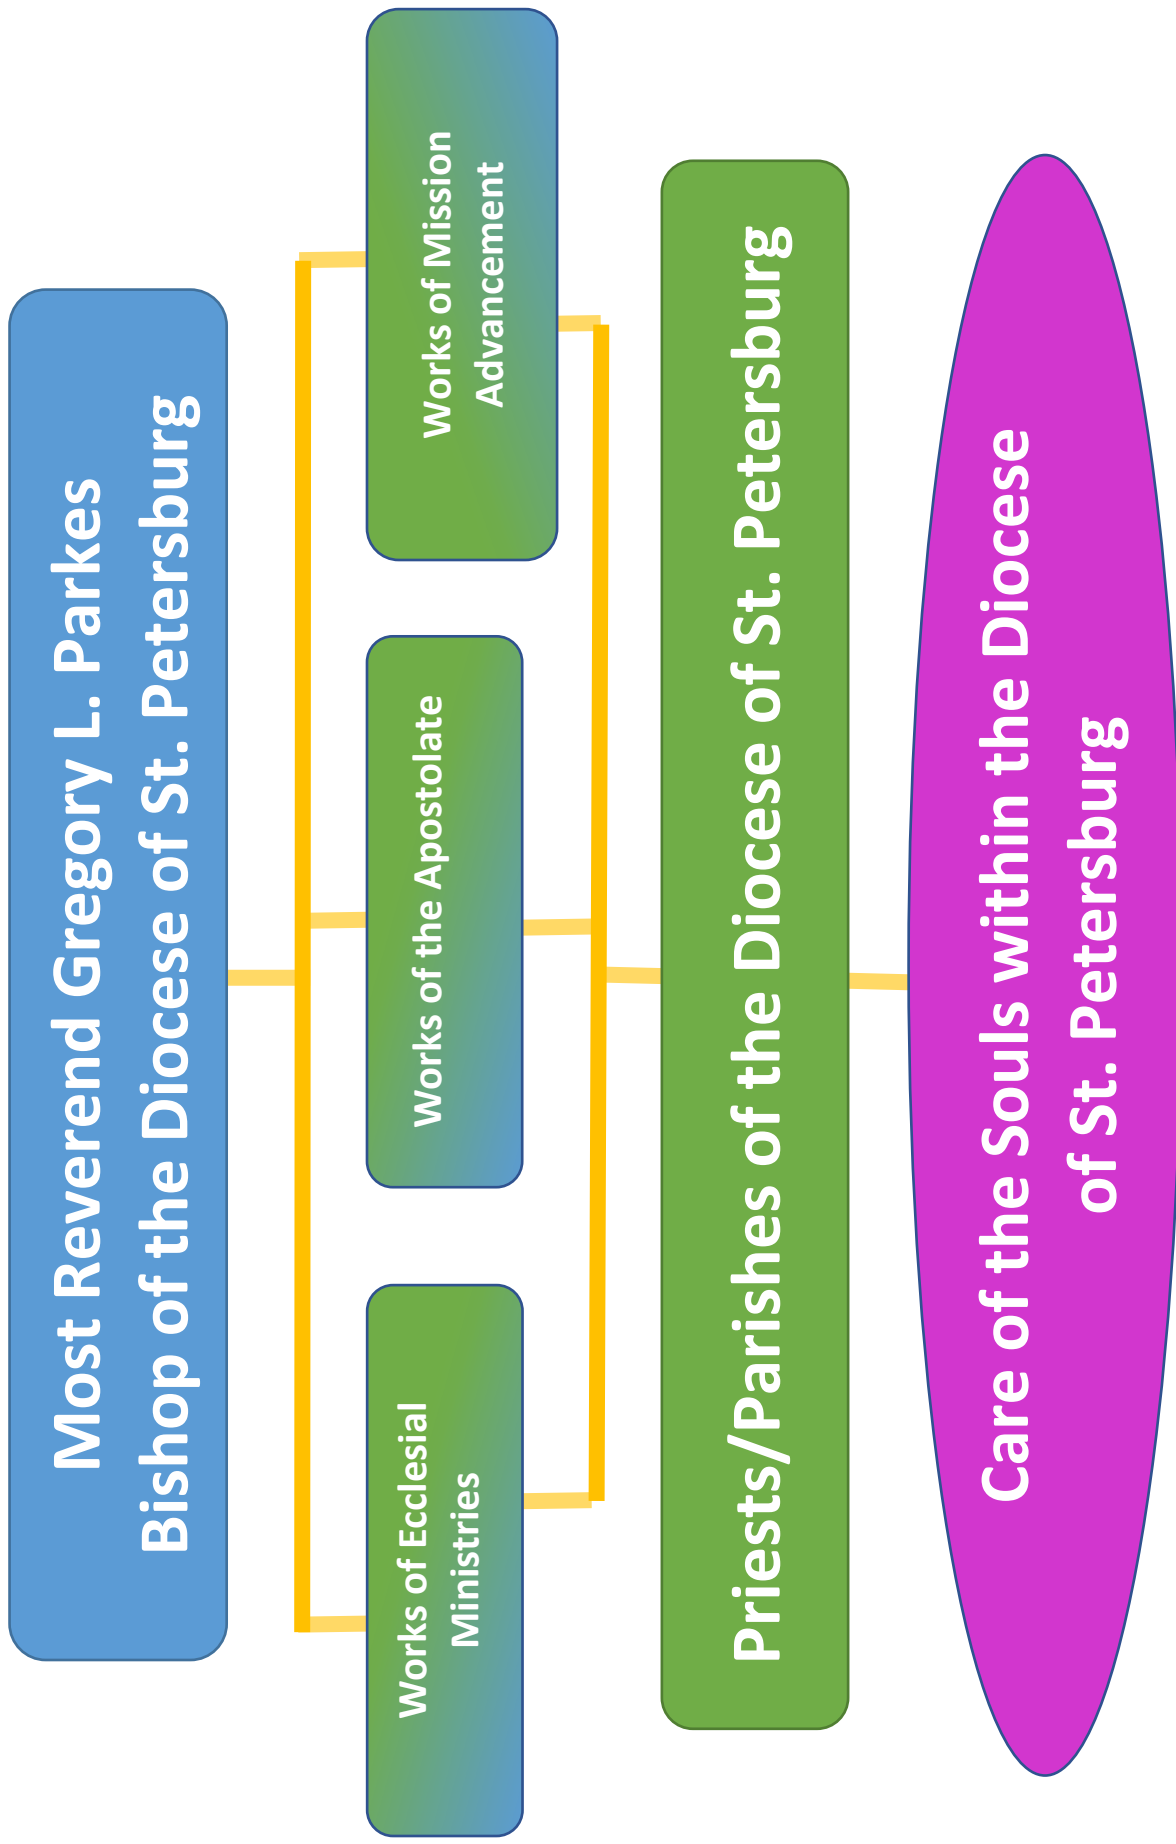 Most Reverend Gregory L. Parkes
Bishop of the Diocese of St. Petersburg
Works of Ecclesial
Ministries
Works of the Apostolate
Works of Mission
Advancement
Priests/Parishes of the Diocese of St. Petersburg
Care of the Souls within the Diocese
of St. Petersburg